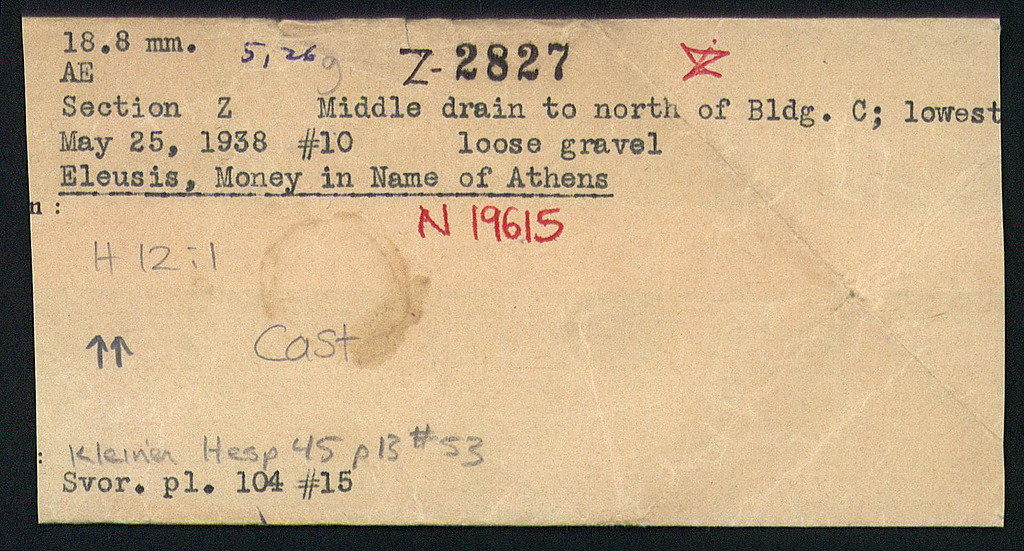 18.8 mm. 5,26 g Z-2827 Z
AE
Section Z Middle drain to north of Bldg. C; lowest
May 25, 1938 #10 loose gravel
Eleusis, Money in Name of Athens
n:
N 19615
H 12:1
↑↑ Cast
Kleiner Hesp 45 p13 #53
:
Svor. pl. 104 #15